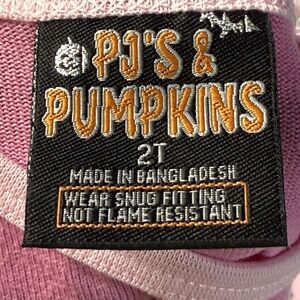 PJ'S &
PUMPKINS
2T
MADE IN BANGLADESH
WEAR SNUG FITTING
NOT FLAME RESISTANT